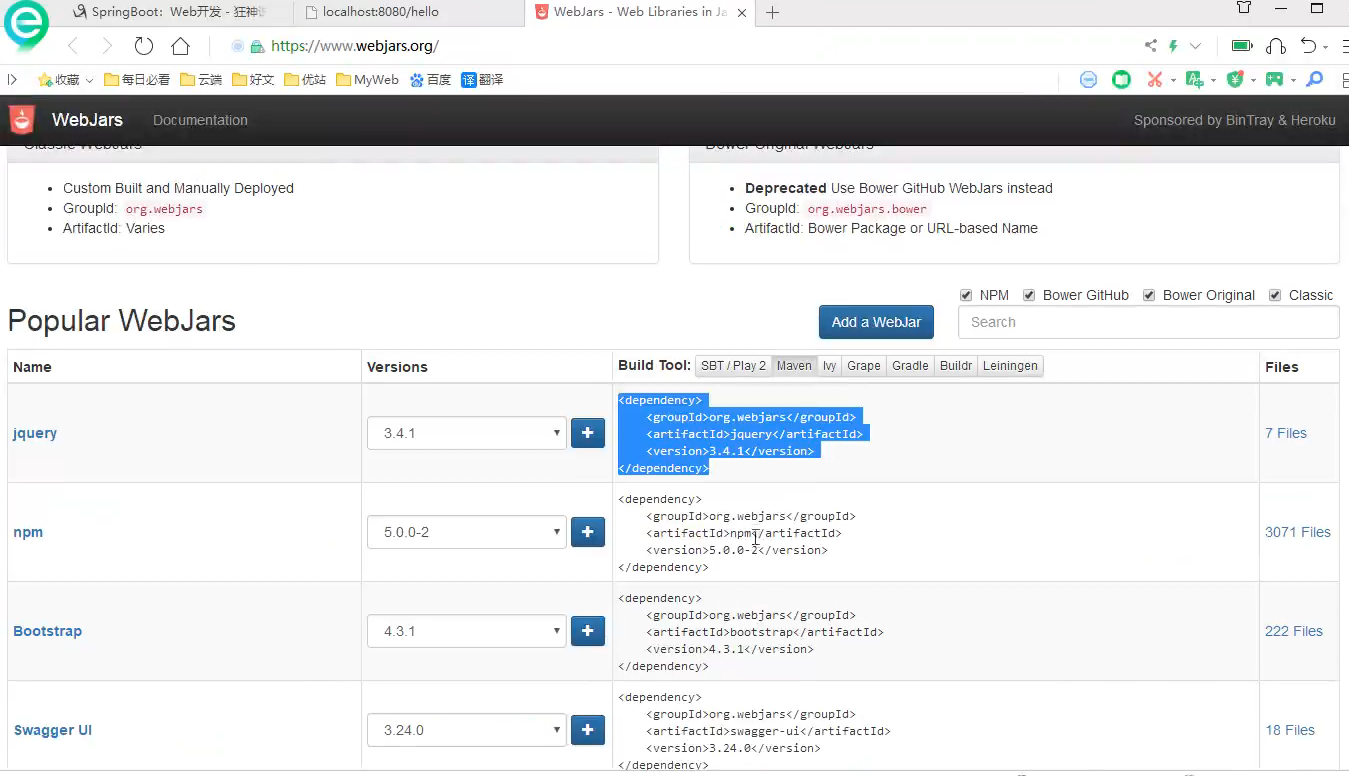 SpringBoot：Web开发 - 狂神
localhost:8080/hello
WebJars - Web Libraries in Ja
https://www.webjars.org/
收藏
每日必看
云端
好文
优站
MyWeb
百度
译 翻译
WebJars
Documentation
Sponsored by BinTray & Heroku
Classic WebJars
Bower Original WebJars
Custom Built and Manually Deployed
GroupId: org.webjars
ArtifactId: Varies
Deprecated Use Bower GitHub WebJars instead
GroupId: org.webjars.bower
ArtifactId: Bower Package or URL-based Name
NPM Bower GitHub Bower Original Classic
Popular WebJars
Add a WebJar
Search
Name
Versions
Build Tool: SBT / Play 2 Maven Ivy Grape Gradle Buildr Leiningen
Files
jquery
3.4.1
+
<dependency>
<groupId>org.webjars</groupId>
<artifactId>jquery</artifactId>
<version>3.4.1</version>
</dependency>
7 Files
npm
5.0.0-2
+
<dependency>
<groupId>org.webjars</groupId>
<artifactId>npm</artifactId>
<version>5.0.0-2</version>
</dependency>
3071 Files
Bootstrap
4.3.1
+
<dependency>
<groupId>org.webjars</groupId>
<artifactId>bootstrap</artifactId>
<version>4.3.1</version>
</dependency>
222 Files
Swagger UI
3.24.0
+
<dependency>
<groupId>org.webjars</groupId>
<artifactId>swagger-ui</artifactId>
<version>3.24.0</version>
</dependency>
18 Files